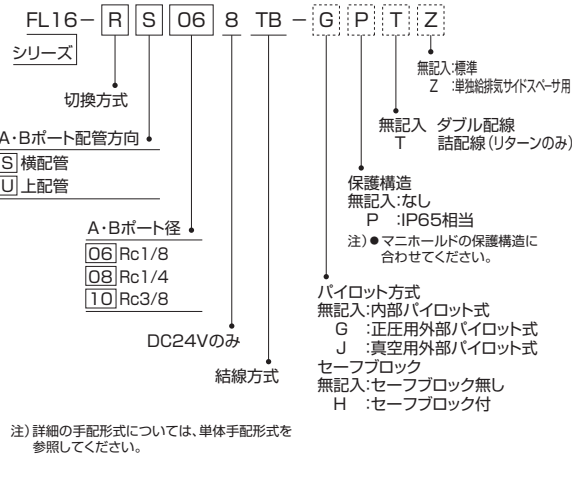 FL16-R S 06 8 TB-G P T Z
シリーズ
切換方式
A・Bポート配管方向
S 横配管
U 上配管
A・Bポート径
06 Rc1/8
08 Rc1/4
10 Rc3/8
DC24Vのみ
結線方式
無記入:標準
Z :単独給排気サイドスペーサ用
無記入 ダブル配線
T 詰配線(リターンのみ)
保護構造
無記入:なし
P :IP65相当
注)●マニホールドの保護構造に
合わせてください。
パイロット方式
無記入:内部パイロット式
G :正圧用外部パイロット式
J :真空用外部パイロット式
セーフブロック
無記入:セーフブロック無し
H :セーフブロック付
注)詳細の手配形式については、単体手配形式を
参照してください。